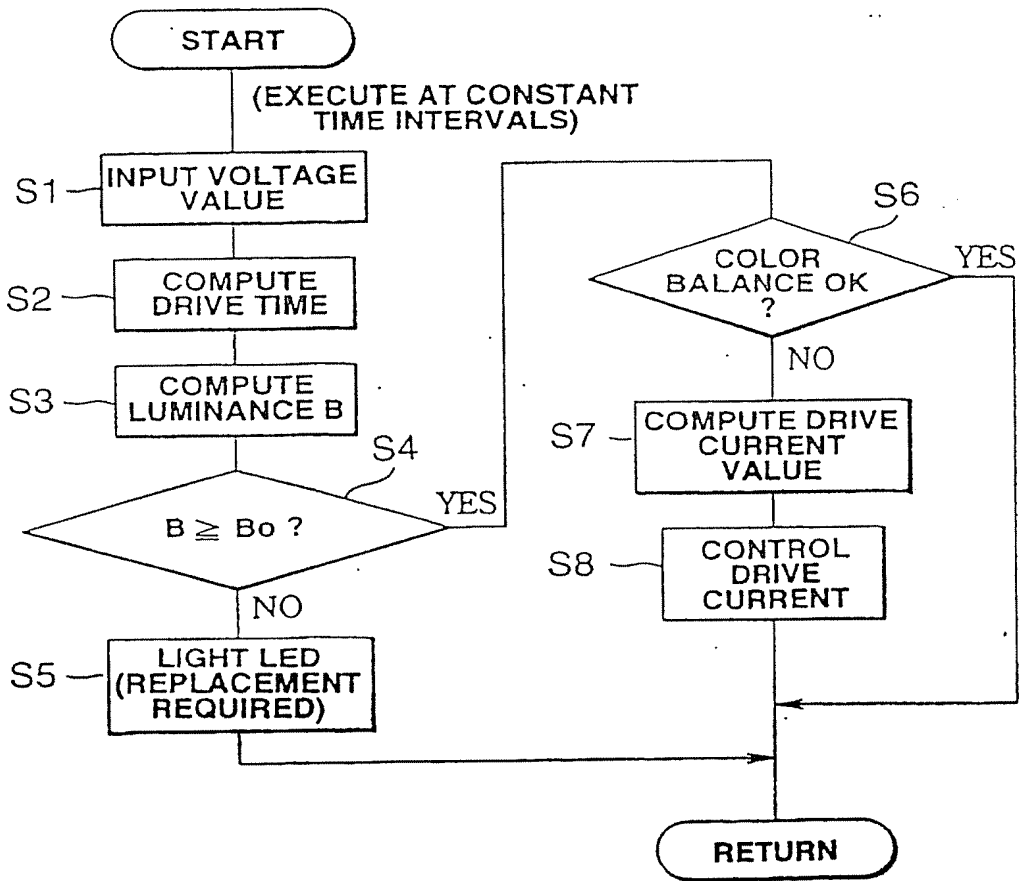 START
(EXECUTE AT CONSTANT
TIME INTERVALS)
S1
INPUT VOLTAGE
VALUE
S2
COMPUTE
DRIVE TIME
S3
COMPUTE
LUMINANCE B
S4
B ≧ Bo ?
YES
NO
S5
LIGHT LED
(REPLACEMENT
REQUIRED)
S6
COLOR
BALANCE OK
?
YES
NO
S7
COMPUTE DRIVE
CURRENT
VALUE
S8
CONTROL
DRIVE
CURRENT
RETURN